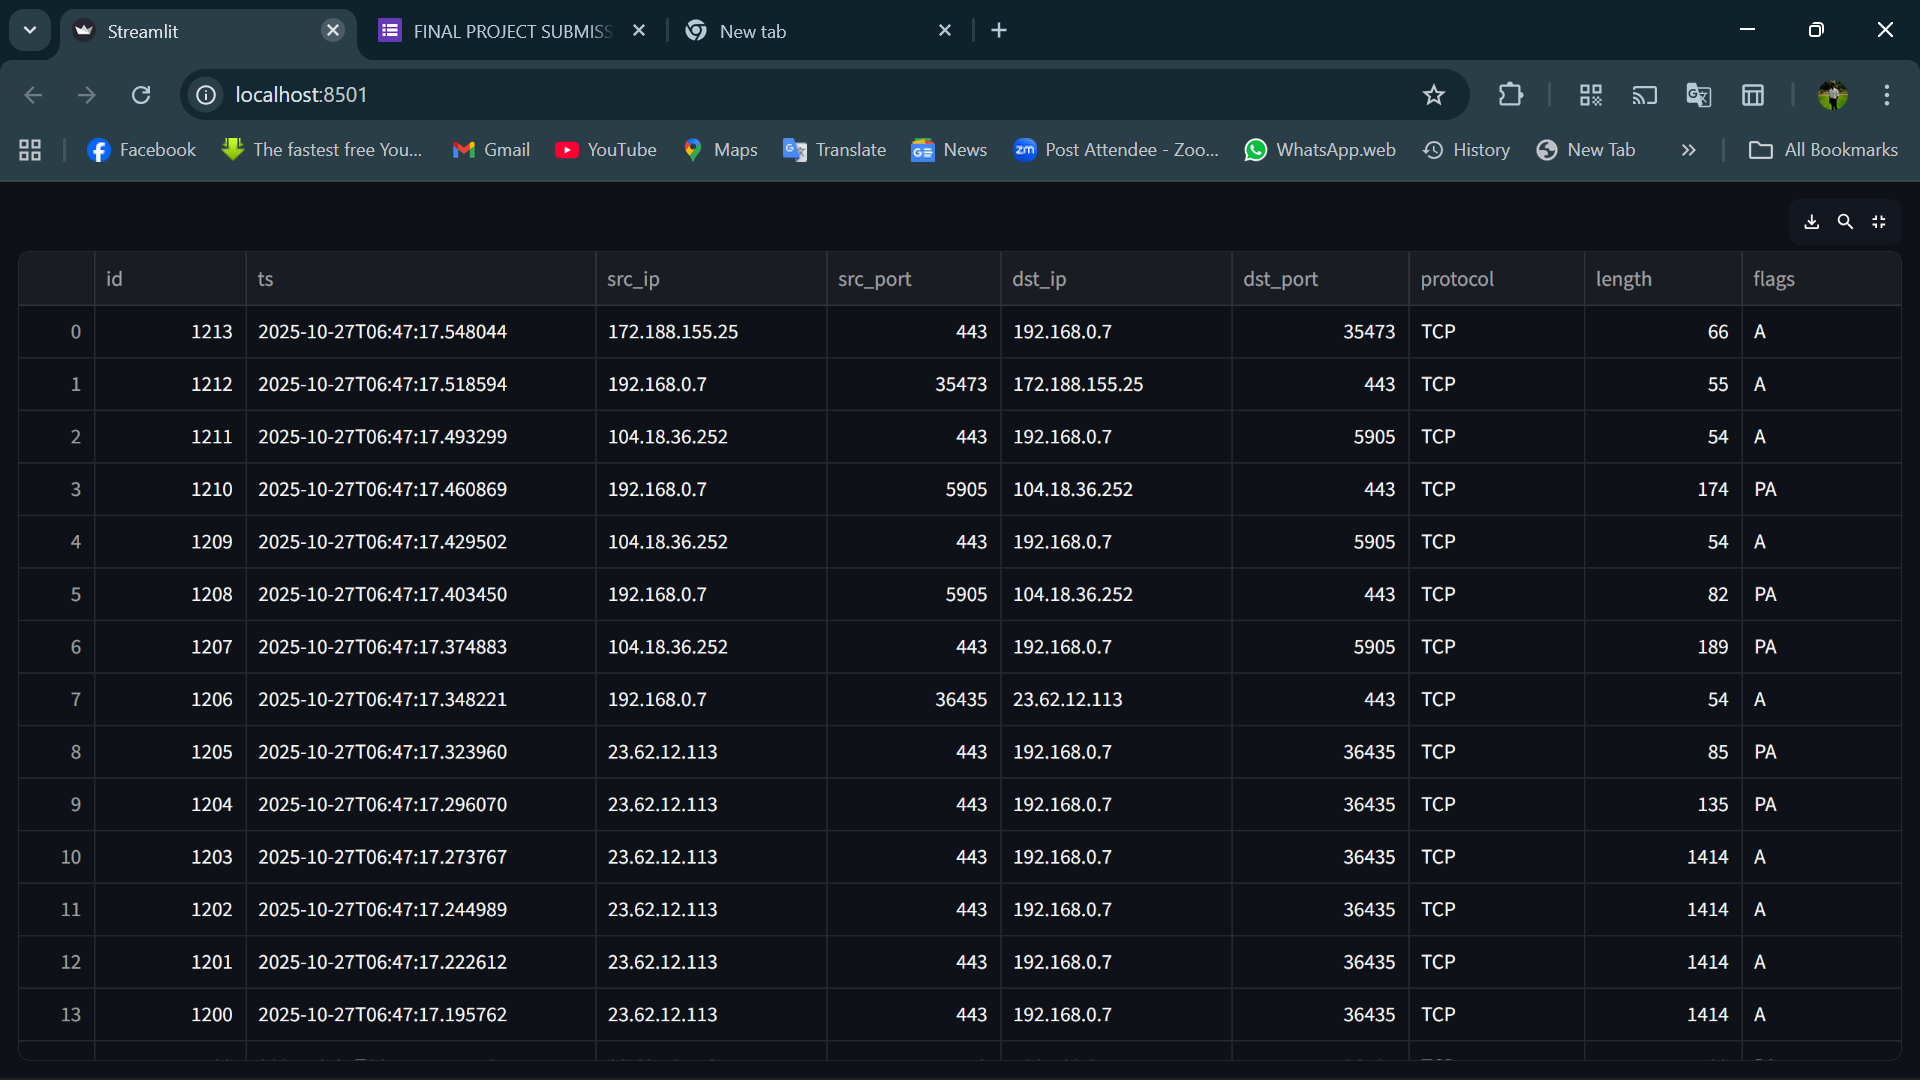 Streamlit
FINAL PROJECT SUBMISS
New tab
localhost:8501
Facebook
The fastest free You...
Gmail
YouTube
Maps
Translate
News
Post Attendee - Zoo...
WhatsApp.web
History
New Tab
All Bookmarks
id ts src_ip src_port dst_ip dst_port protocol length flags
0 1213 2025-10-27T06:47:17.548044 172.188.155.25 443 192.168.0.7 35473 TCP 66 A
1 1212 2025-10-27T06:47:17.518594 192.168.0.7 35473 172.188.155.25 443 TCP 55 A
2 1211 2025-10-27T06:47:17.493299 104.18.36.252 443 192.168.0.7 5905 TCP 54 A
3 1210 2025-10-27T06:47:17.460869 192.168.0.7 5905 104.18.36.252 443 TCP 174 PA
4 1209 2025-10-27T06:47:17.429502 104.18.36.252 443 192.168.0.7 5905 TCP 54 A
5 1208 2025-10-27T06:47:17.403450 192.168.0.7 5905 104.18.36.252 443 TCP 82 PA
6 1207 2025-10-27T06:47:17.374883 104.18.36.252 443 192.168.0.7 5905 TCP 189 PA
7 1206 2025-10-27T06:47:17.348221 192.168.0.7 36435 23.62.12.113 443 TCP 54 A
8 1205 2025-10-27T06:47:17.323960 23.62.12.113 443 192.168.0.7 36435 TCP 85 PA
9 1204 2025-10-27T06:47:17.296070 23.62.12.113 443 192.168.0.7 36435 TCP 135 PA
10 1203 2025-10-27T06:47:17.273767 23.62.12.113 443 192.168.0.7 36435 TCP 1414 A
11 1202 2025-10-27T06:47:17.244989 23.62.12.113 443 192.168.0.7 36435 TCP 1414 A
12 1201 2025-10-27T06:47:17.222612 23.62.12.113 443 192.168.0.7 36435 TCP 1414 A
13 1200 2025-10-27T06:47:17.195762 23.62.12.113 443 192.168.0.7 36435 TCP 1414 A